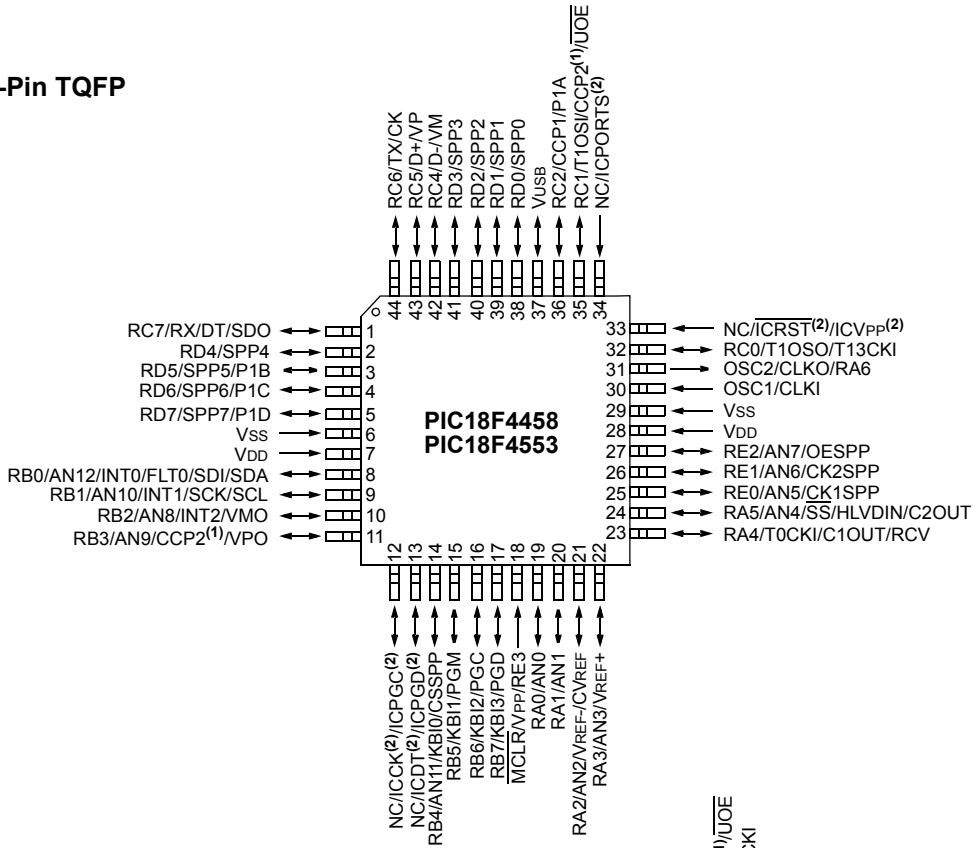 -Pin TQFP
RC6/TX/CK
RC5/D+/VP
RC4/D-/VM
RD3/SPP3
RD2/SPP2
RD1/SPP1
RD0/SPP0
VUSB
RC2/CCP1/P1A
RC1/T1OSI/CCP2(1)/UOE
NC/ICPORTS(2)
44
43
42
41
40
39
38
37
36
35
34
RC7/RX/DT/SDO 1
RD4/SPP4 2
RD5/SPP5/P1B 3
RD6/SPP6/P1C 4
RD7/SPP7/P1D 5
VSS 6
VDD 7
RB0/AN12/INT0/FLT0/SDI/SDA 8
RB1/AN10/INT1/SCK/SCL 9
RB2/AN8/INT2/VMO 10
RB3/AN9/CCP2(1)/VPO 11
PIC18F4458
PIC18F4553
33 NC/ICRST(2)/ICVPP(2)
32 RC0/T1OSO/T13CKI
31 OSC2/CLKO/RA6
30 OSC1/CLKI
29 VSS
28 VDD
27 RE2/AN7/OESPP
26 RE1/AN6/CK2SPP
25 RE0/AN5/CK1SPP
24 RA5/AN4/SS/HLVDIN/C2OUT
23 RA4/T0CKI/C1OUT/RCV
12
13
14
15
16
17
18
19
20
21
22
NC/ICCK(2)/ICPGC(2)
NC/ICDT(2)/ICPGD(2)
RB4/AN11/KBI0/CSSPP
RB5/KBI1/PGM
RB6/KBI2/PGC
RB7/KBI3/PGD
MCLR/VPP/RE3
RA0/AN0
RA1/AN1
RA2/AN2/VREF-/CVREF
RA3/AN3/VREF+
)/UOE
CKI